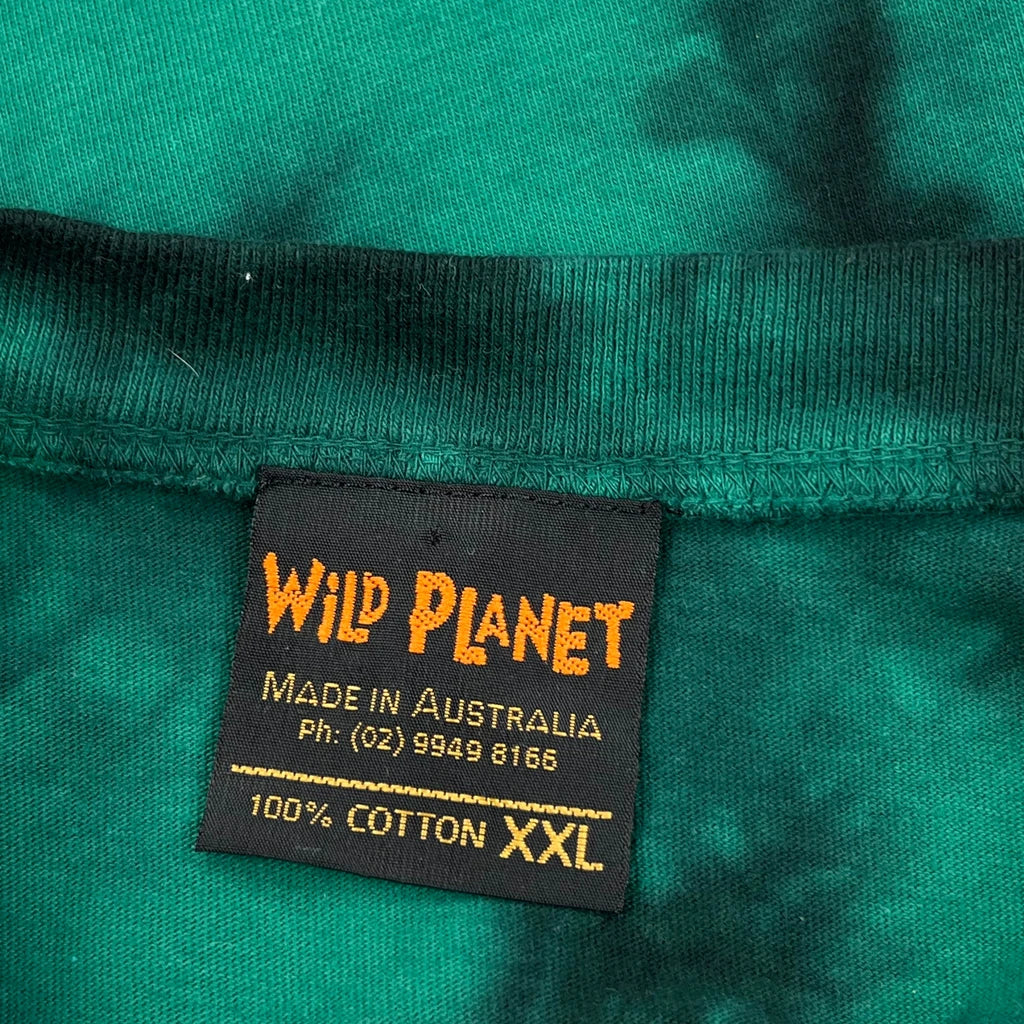 WiLD PLANET
MADE IN AUSTRALIA
Ph: (02) 9949 8166
100% COTTON XXL